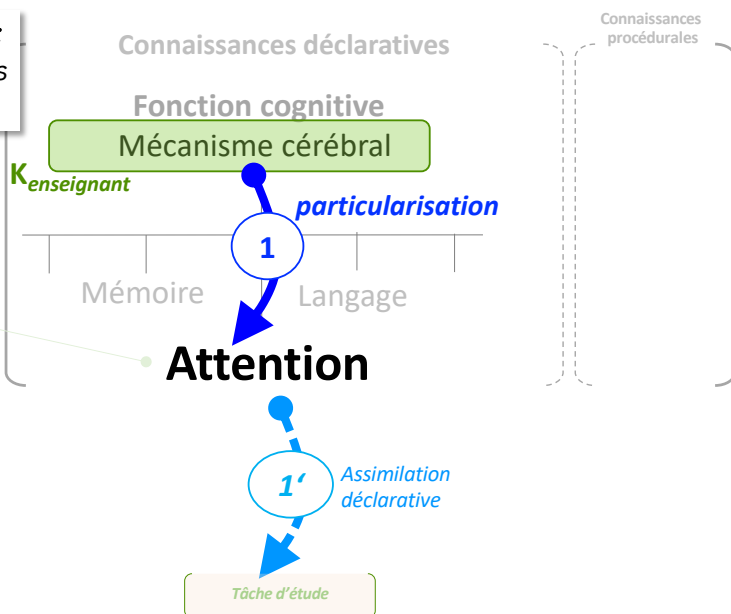 s
Connaissances
procédurales
Connaissances déclaratives
Fonction cognitive
Mécanisme cérébral
Kenseignant
particularisation
1
Mémoire
Langage
Attention
1‘
Assimilation
déclarative
Tâche d’étude